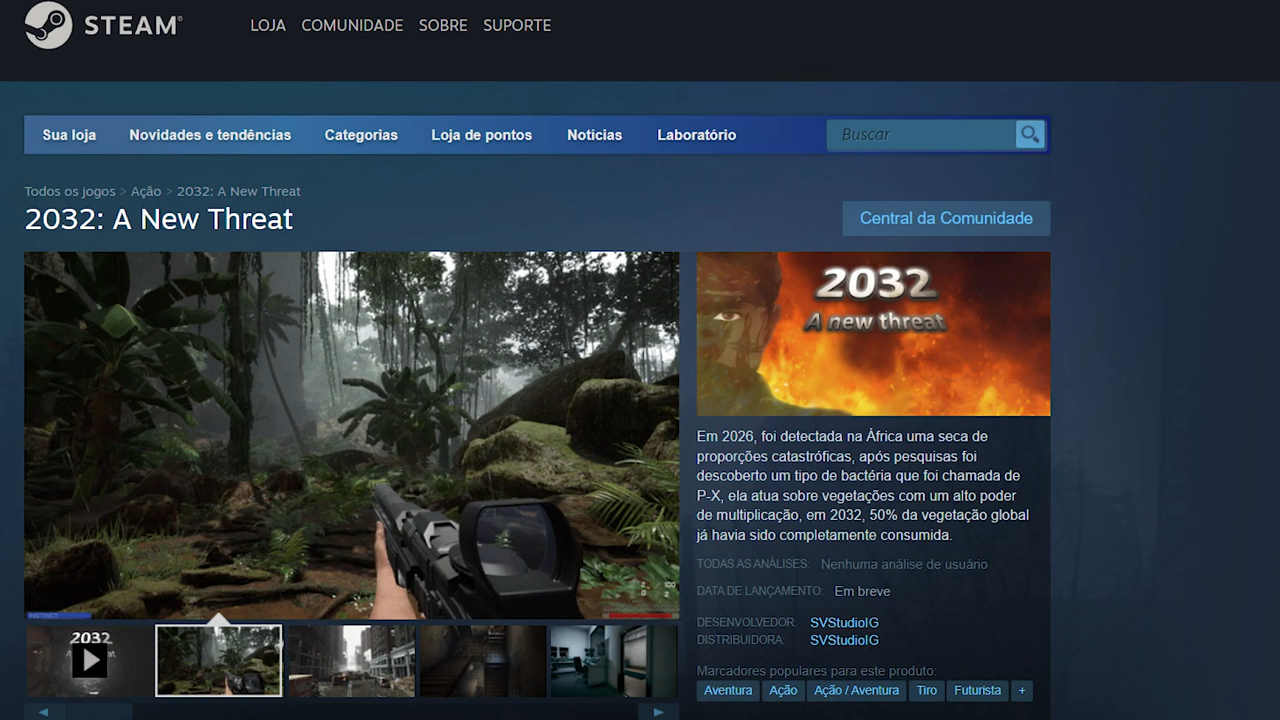 STEAM®
LOJA COMUNIDADE SOBRE SUPORTE
Sua loja Novidades e tendências Categorias Loja de pontos Notícias Laboratório Buscar
Todos os jogos > Ação > 2032: A New Threat
2032: A New Threat
Central da Comunidade
2032
A new threat
Em 2026, foi detectada na África uma seca de
proporções catastróficas, após pesquisas foi
descoberto um tipo de bactéria que foi chamada de
P-X, ela atua sobre vegetações com um alto poder
de multiplicação, em 2032, 50% da vegetação global
já havia sido completamente consumida.
TODAS AS ANÁLISES: Nenhuma análise de usuário
DATA DE LANÇAMENTO: Em breve
DESENVOLVEDOR: SVStudioIG
DISTRIBUIDORA: SVStudioIG
Marcadores populares para este produto:
Aventura Ação Ação / Aventura Tiro Futurista +
INSTINCT
2032